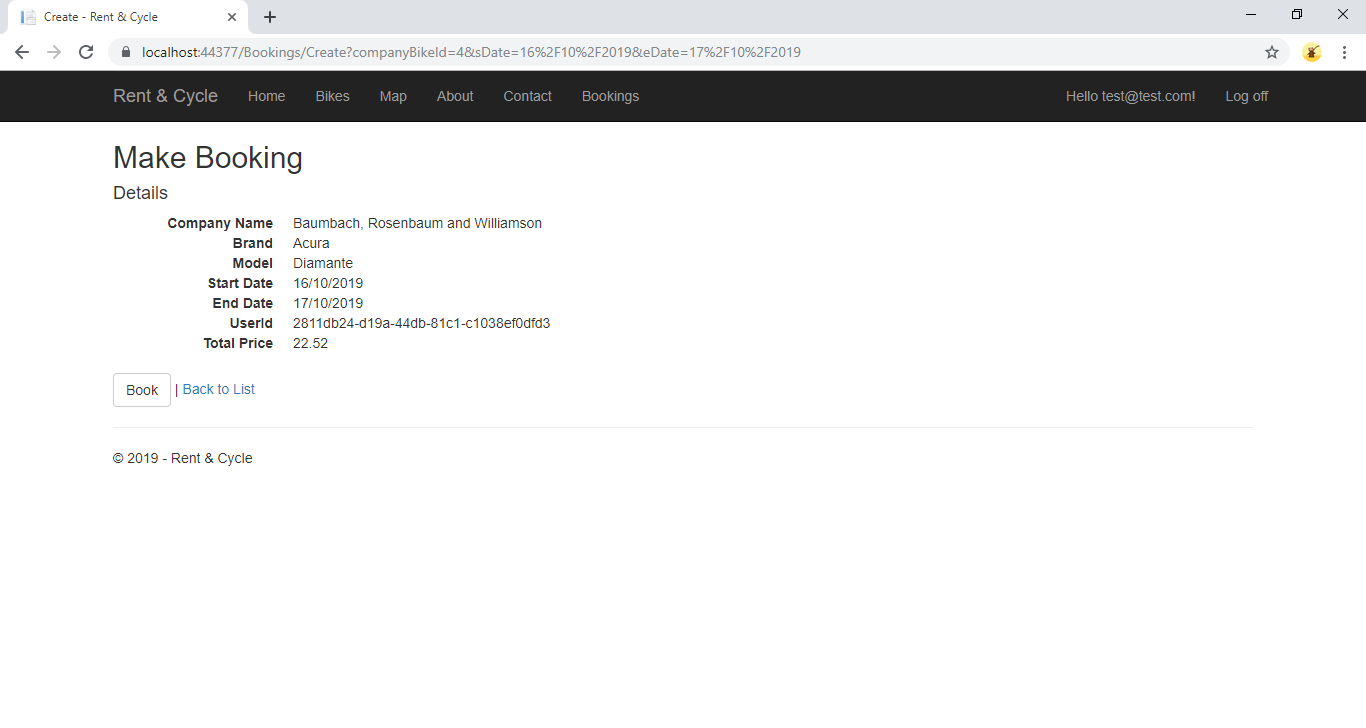 Create - Rent & Cycle
localhost:44377/Bookings/Create?companyBikeId=4&sDate=16%2F10%2F2019&eDate=17%2F10%2F2019
Rent & Cycle Home Bikes Map About Contact Bookings Hello test@test.com! Log off
Make Booking
Details
Company Name Baumbach, Rosenbaum and Williamson
Brand Acura
Model Diamante
Start Date 16/10/2019
End Date 17/10/2019
UserId 2811db24-d19a-44db-81c1-c1038ef0dfd3
Total Price 22.52
Book | Back to List
© 2019 - Rent & Cycle